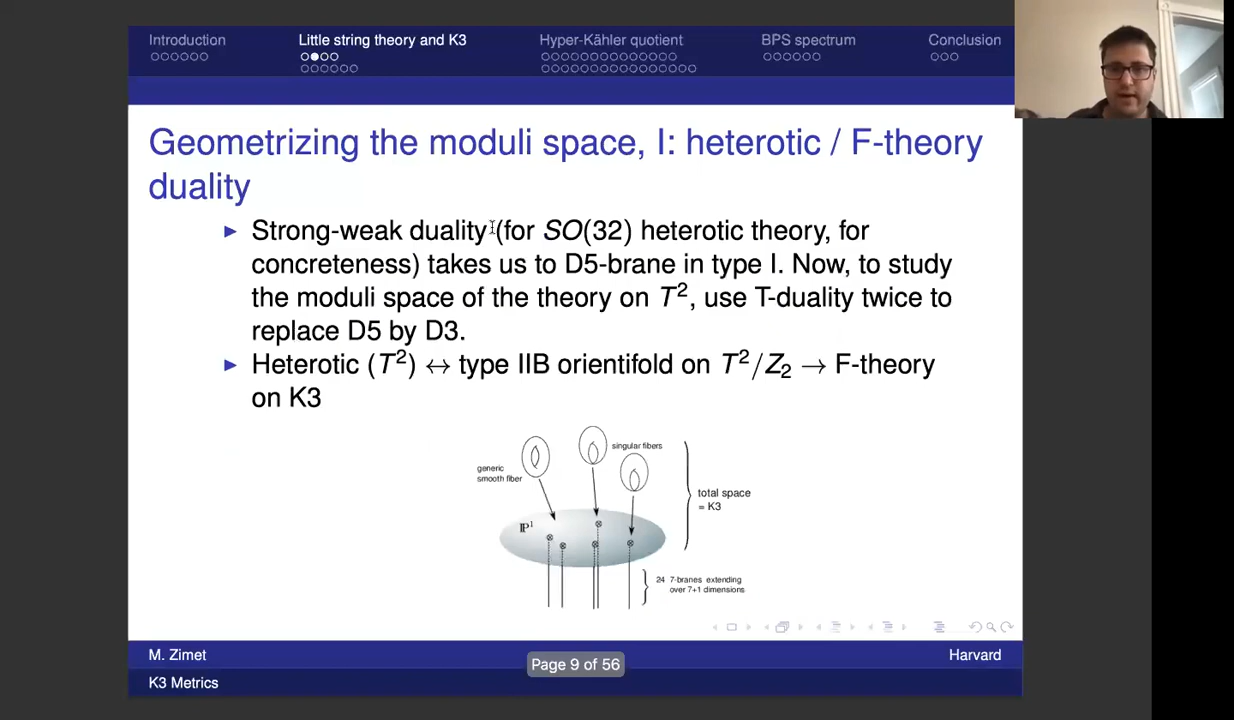 Introduction
Little string theory and K3
Hyper-Kähler quotient
BPS spectrum
Conclusion
Geometrizing the moduli space, I: heterotic / F-theory
duality
▶ Strong-weak duality (for SO(32) heterotic theory, for
concreteness) takes us to D5-brane in type I. Now, to study
the moduli space of the theory on T², use T-duality twice to
replace D5 by D3.
▶ Heterotic (T²) ↔ type IIB orientifold on T²/Z₂ → F-theory
on K3
singular fibers
generic
smooth fiber
total space
= K3
IP¹
24 7-branes extending
over 7+1 dimensions
M. Zimet
Page 9 of 56
Harvard
K3 Metrics